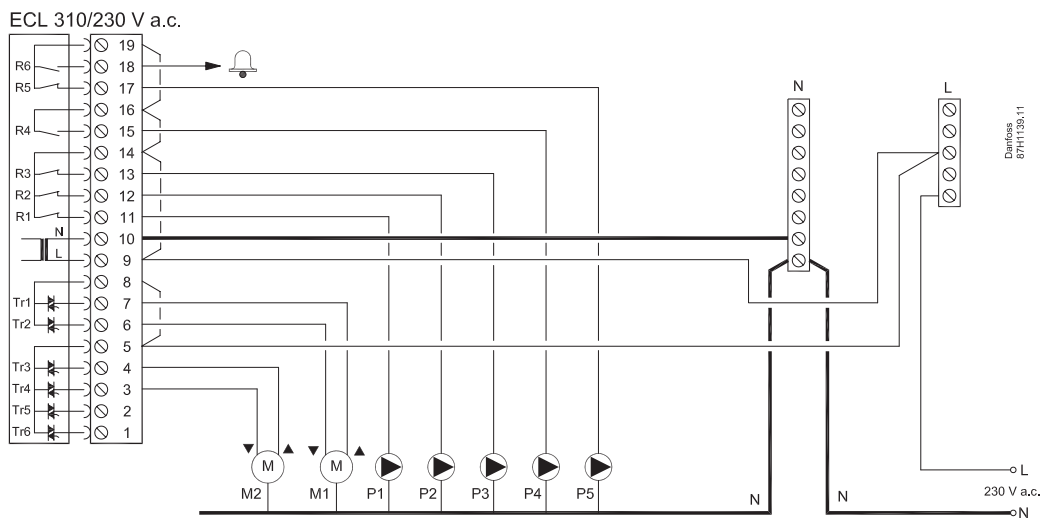 ECL 310/230 V a.c.
19
R6 18
R5 17
16
R4 15
14
R3 13
R2 12
R1 11
N 10
L 9
8
Tr1 7
Tr2 6
5
Tr3 4
Tr4 3
Tr5 2
Tr6 1
N
L
Danfoss
87H1139.11
M
M
M2 M1 P1 P2 P3 P4 P5
N
N
L
230 V a.c.
N